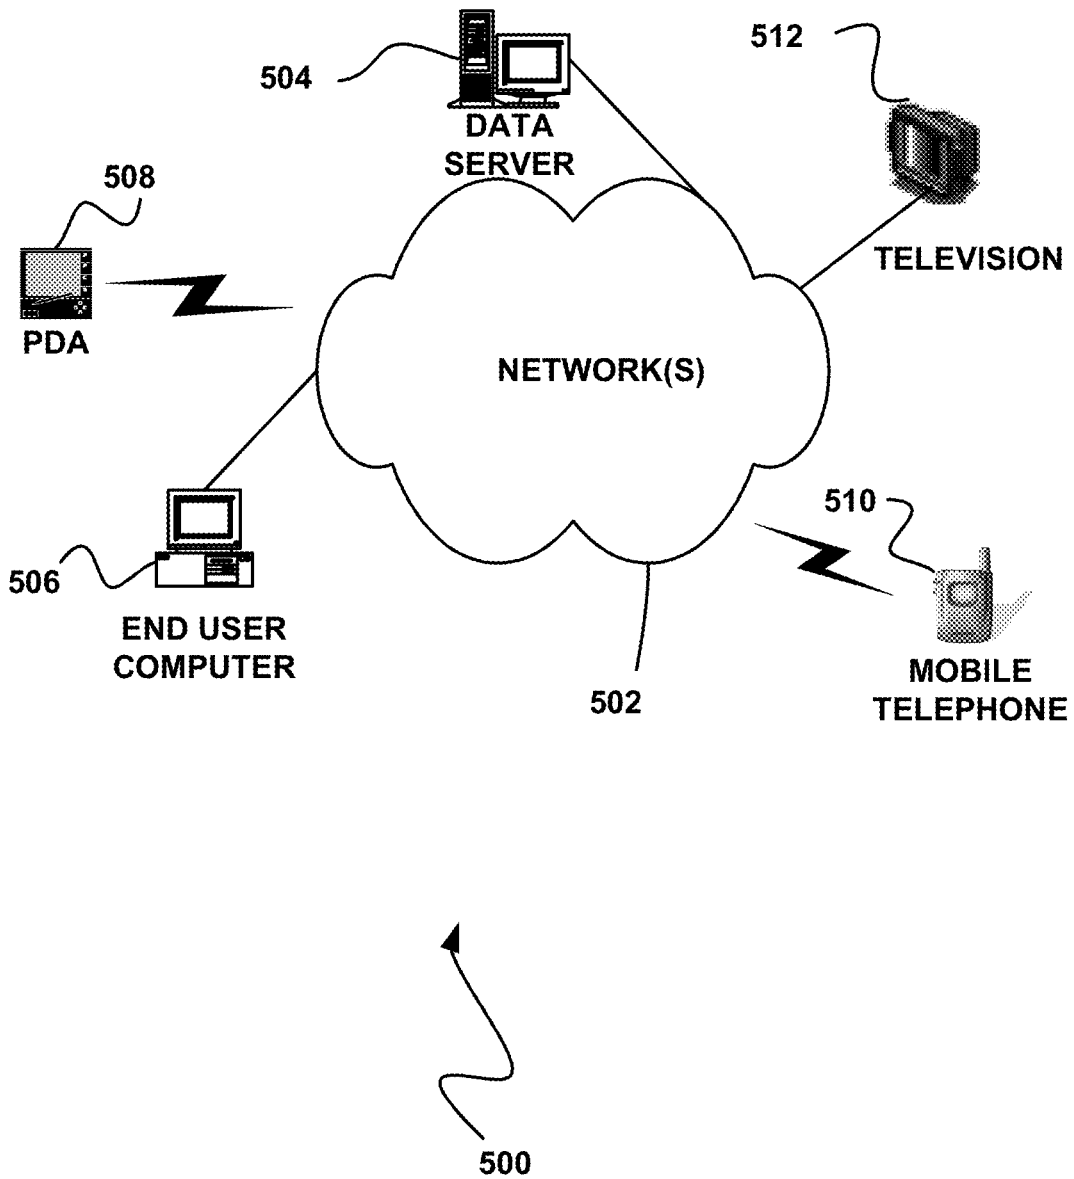 504
DATA
SERVER
512
TELEVISION
508
PDA
NETWORK(S)
506
END USER
COMPUTER
510
MOBILE
TELEPHONE
502
500